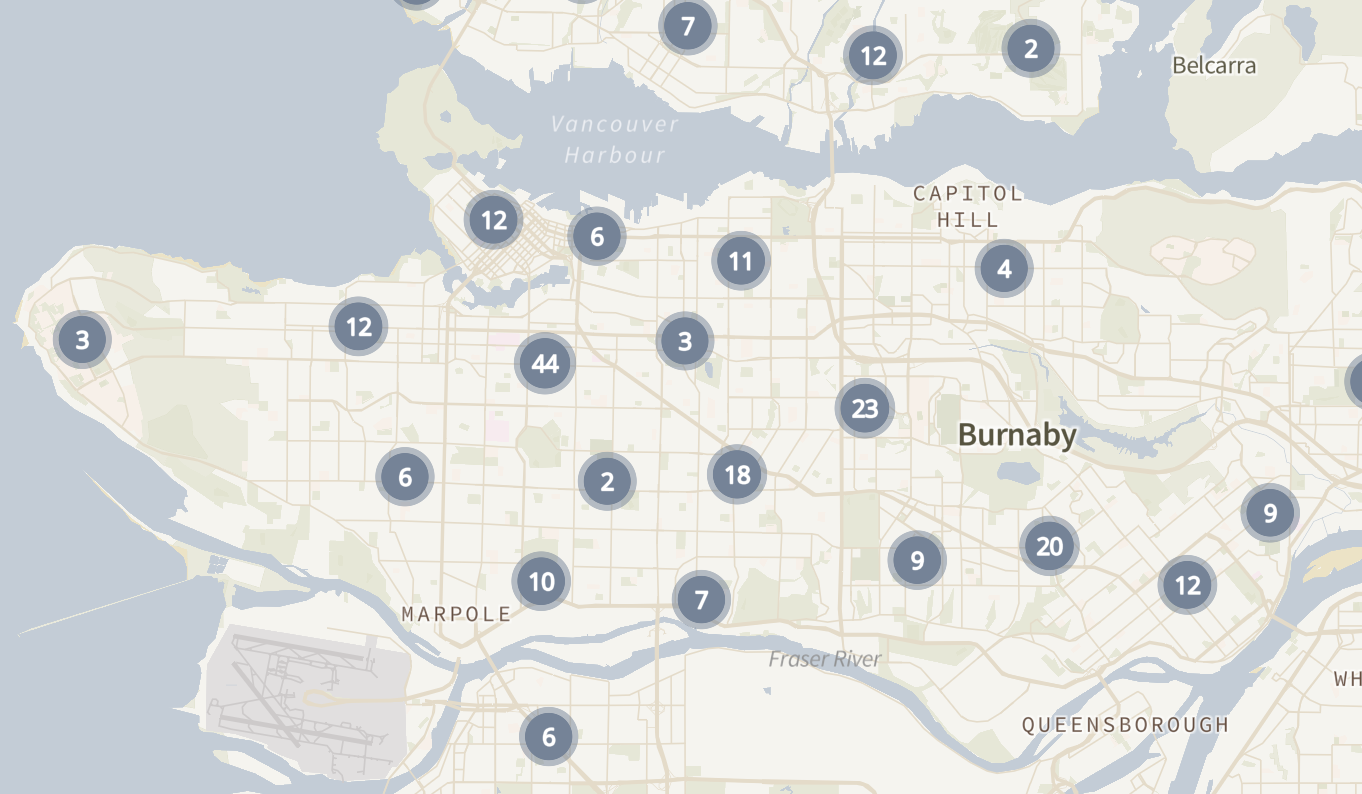 7
12
2
Belcarra
Vancouver
Harbour
CAPITOL
HILL
12
6
11
4
3
12
44
3
23
Burnaby
6
2
18
9
10
7
9
20
12
MARPOLE
Fraser River
WH
QUEENSBOROUGH
6